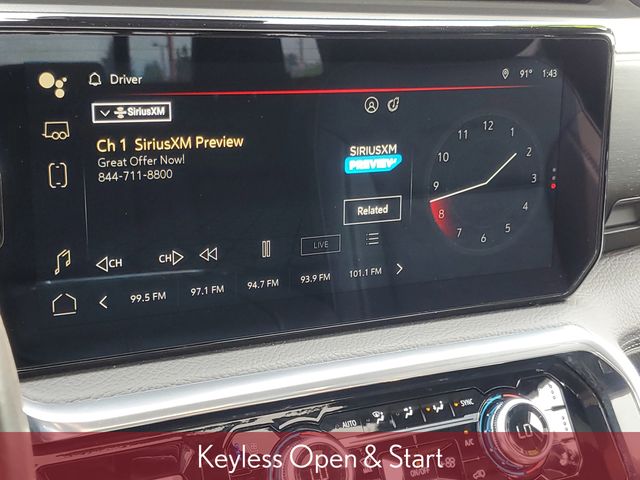 Driver
91° 1:43
SiriusXM
Ch 1 SiriusXM Preview
Great Offer Now!
844-711-8800
SIRIUSXM
PREVIEW
Related
12
1
2
3
4
5
6
7
8
9
10
11
CH
CH
LIVE
99.5 FM 97.1 FM 94.7 FM 93.9 FM 101.1 FM
AUTO
SYNC
A/C
ON/OFF
LO
Keyless Open & Start